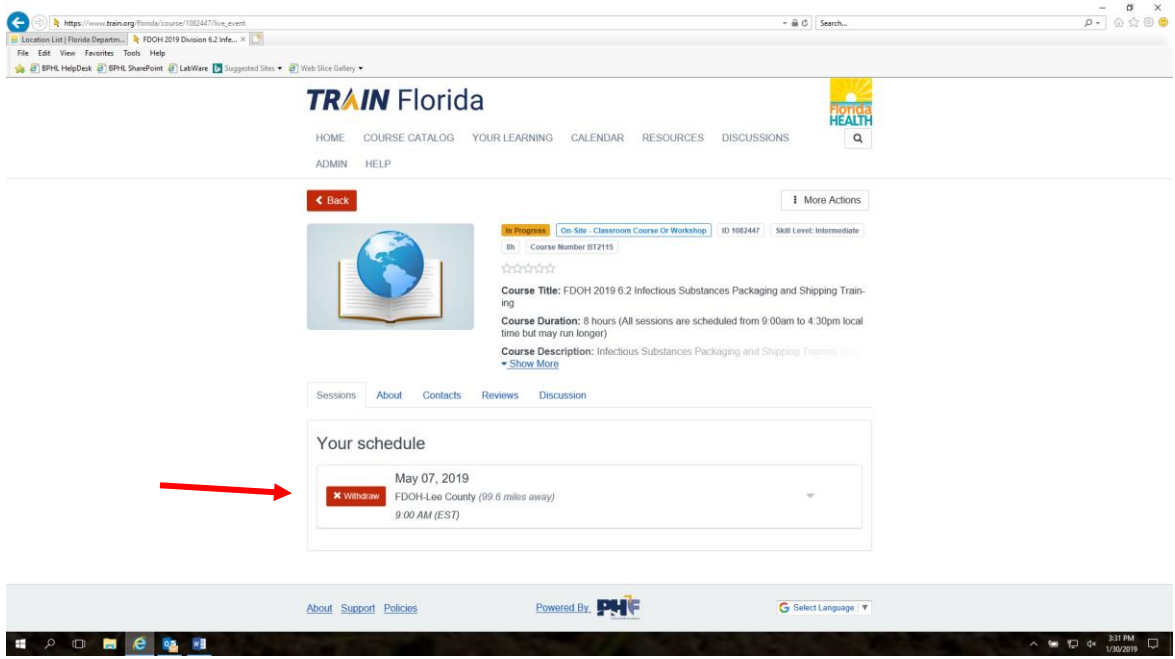 https://www.train.org/florida/course/1082447/live_event
Search...
Location List | Florida Departm...
FDOH 2019 Division 6.2 Infe...
File Edit View Favorites Tools Help
BPHL HelpDesk BPHL SharePoint LabWare Suggested Sites Web Slice Gallery
TRAIN Florida
Florida
HEALTH
HOME COURSE CATALOG YOUR LEARNING CALENDAR RESOURCES DISCUSSIONS
ADMIN HELP
Back
More Actions
In Progress On-Site - Classroom Course Or Workshop ID 1082447 Skill Level: Intermediate
8h Course Number BT2115
Course Title: FDOH 2019 6.2 Infectious Substances Packaging and Shipping Train-
ing
Course Duration: 8 hours (All sessions are scheduled from 9:00am to 4:30pm local
time but may run longer)
Course Description: Infectious Substances Packaging and Shipping Training
Show More
Sessions About Contacts Reviews Discussion
Your schedule
May 07, 2019
Withdraw
FDOH-Lee County (99.6 miles away)
9:00 AM (EST)
About Support Policies
Powered By PHF
G Select Language
3:31 PM
1/30/2019